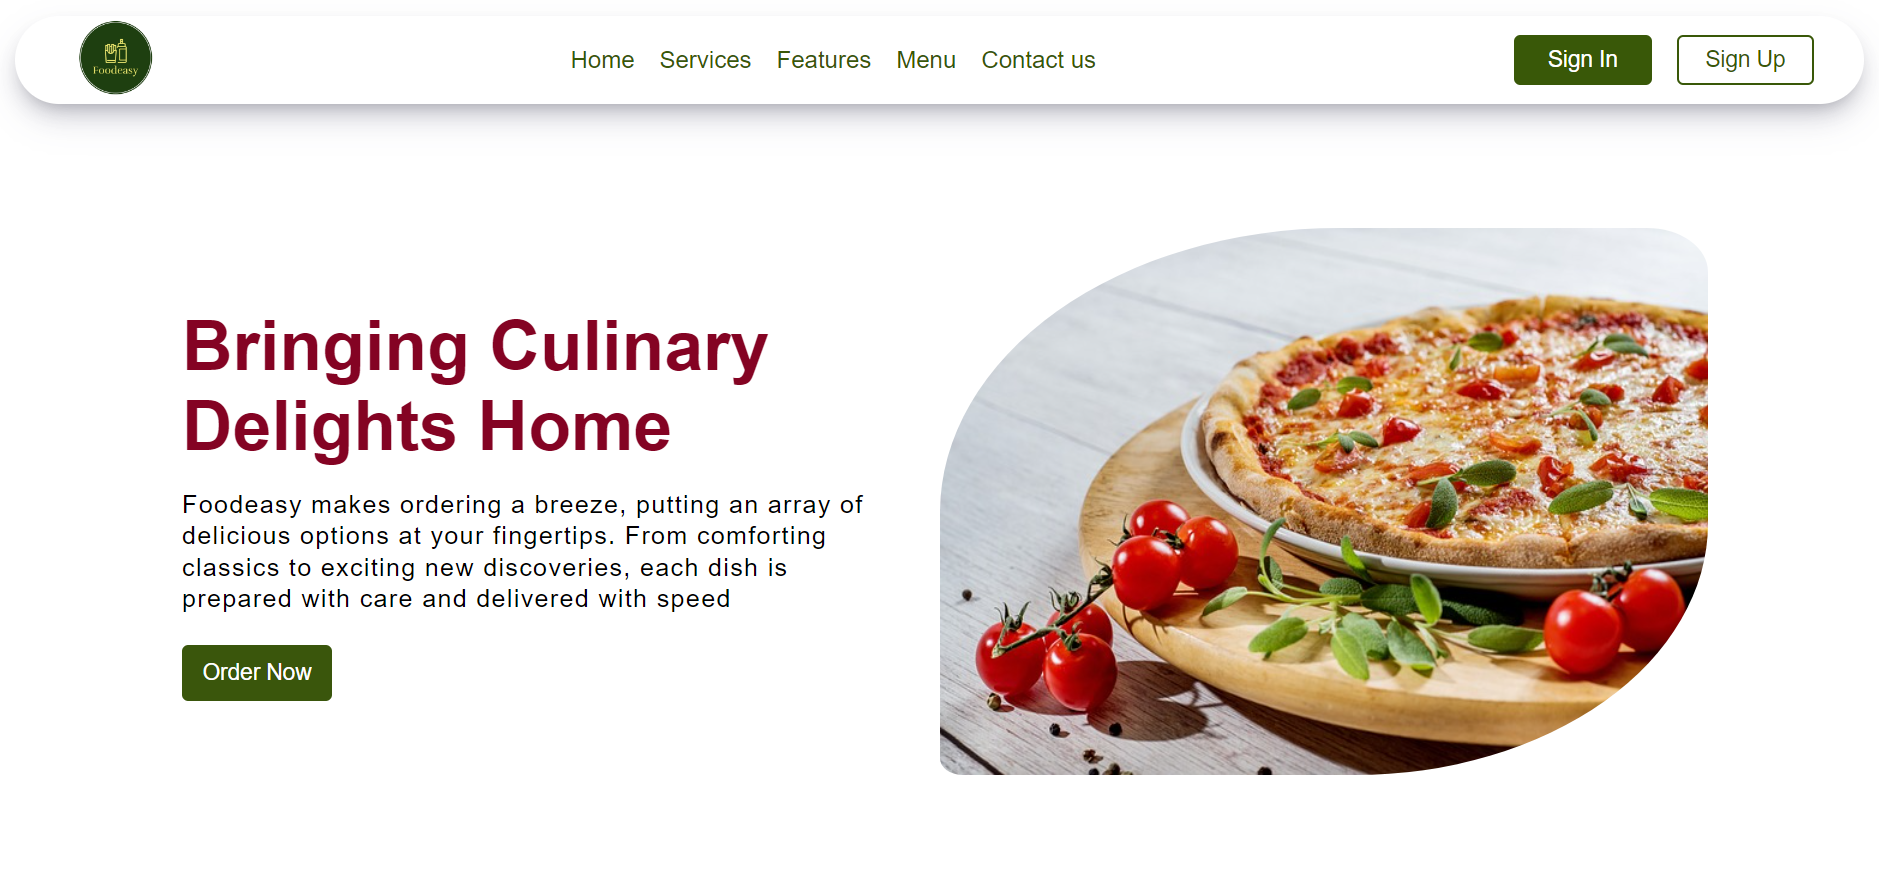 Foodeasy
Home Services Features Menu Contact us
Sign In Sign Up
Bringing Culinary
Delights Home
Foodeasy makes ordering a breeze, putting an array of
delicious options at your fingertips. From comforting
classics to exciting new discoveries, each dish is
prepared with care and delivered with speed
Order Now